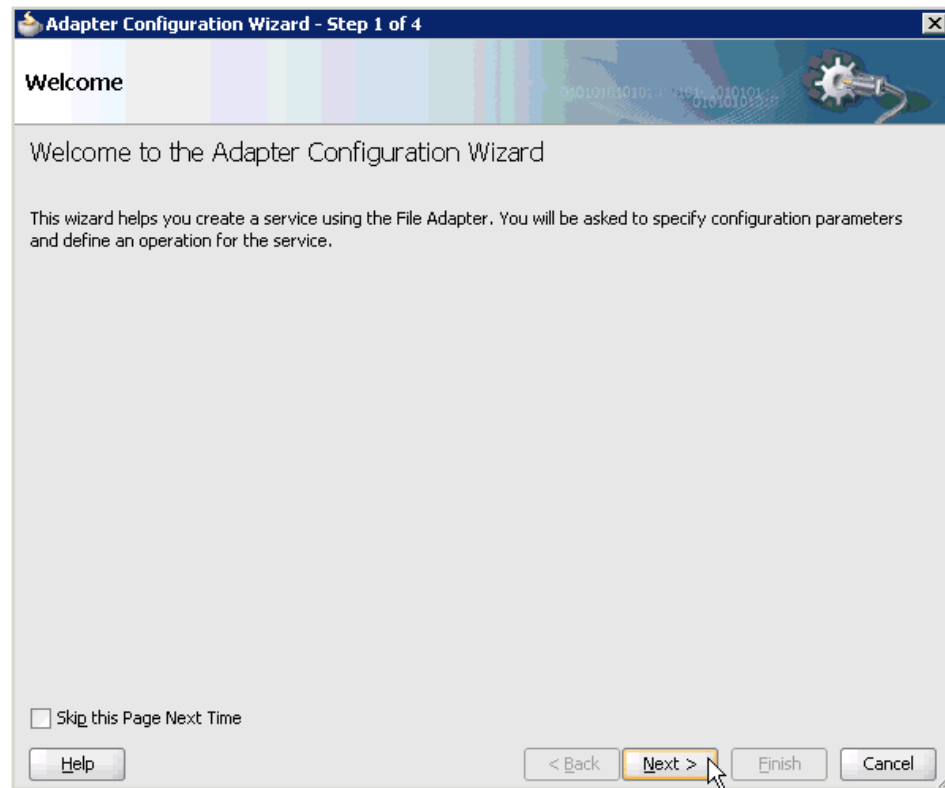 Adapter Configuration Wizard - Step 1 of 4
Welcome
Welcome to the Adapter Configuration Wizard
This wizard helps you create a service using the File Adapter. You will be asked to specify configuration parameters
and define an operation for the service.
Skip this Page Next Time
Help
< Back
Next >
Finish
Cancel